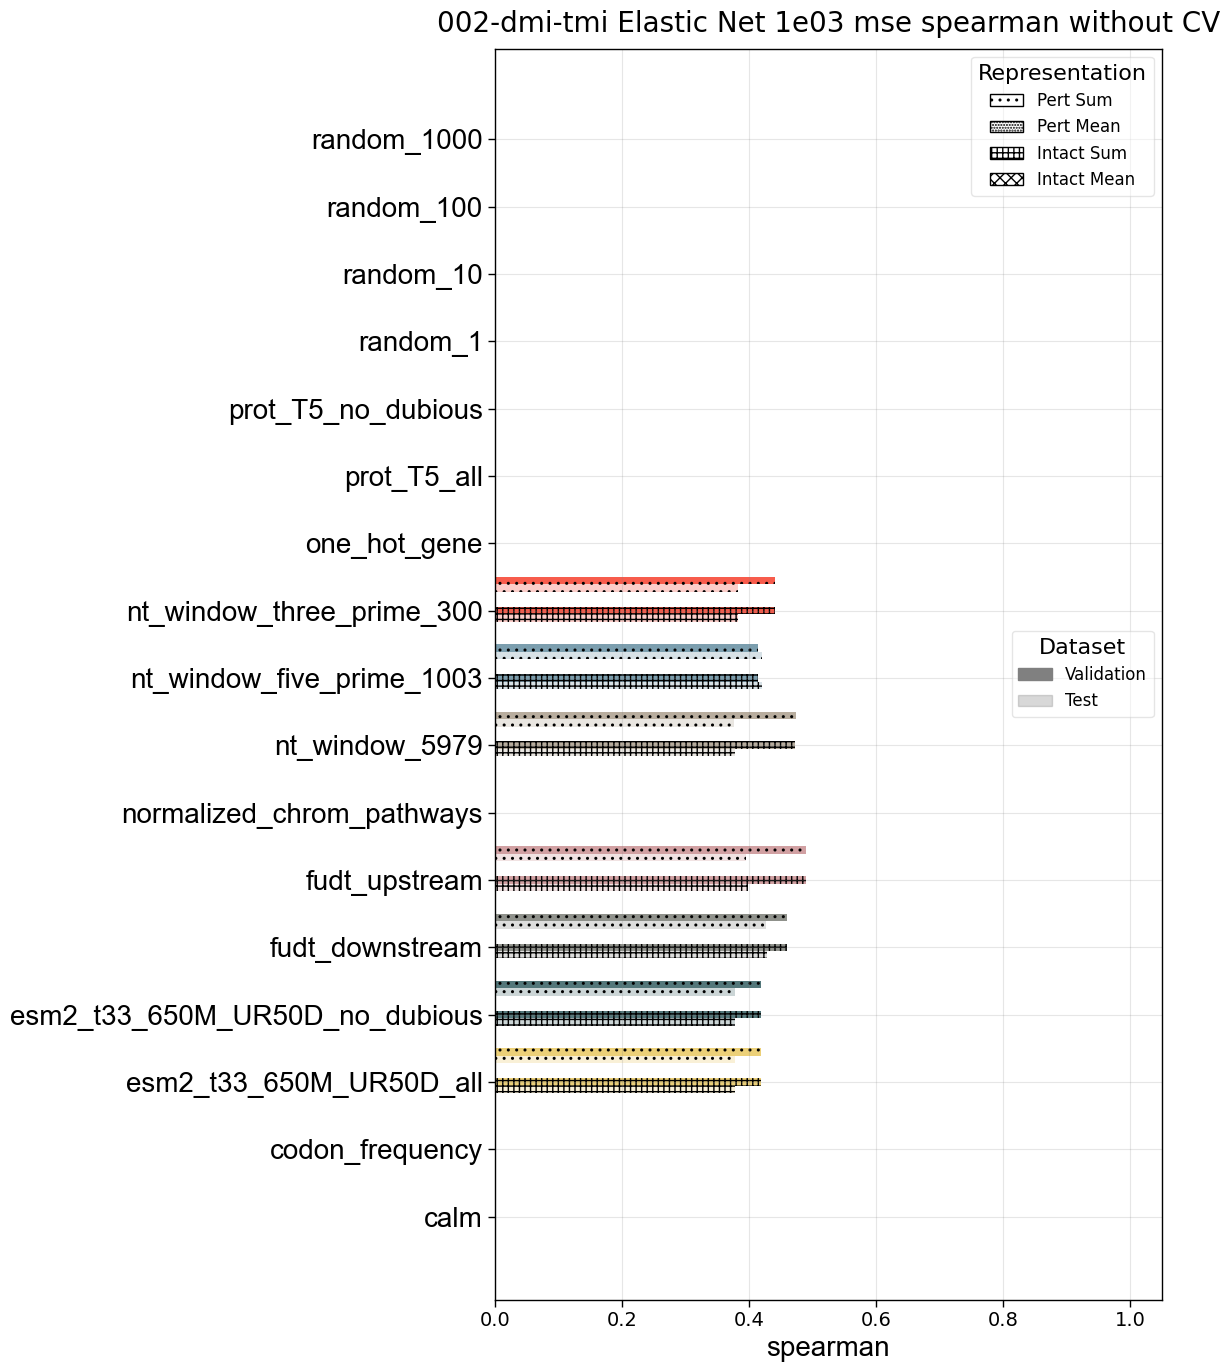 002-dmi-tmi Elastic Net 1e03 mse spearman without CV
Representation
Pert Sum
Pert Mean
Intact Sum
Intact Mean
random_1000
random_100
random_10
random_1
prot_T5_no_dubious
prot_T5_all
one_hot_gene
nt_window_three_prime_300
nt_window_five_prime_1003
nt_window_5979
normalized_chrom_pathways
fudt_upstream
fudt_downstream
esm2_t33_650M_UR50D_no_dubious
esm2_t33_650M_UR50D_all
codon_frequency
calm
Dataset
Validation
Test
0.0 0.2 0.4 0.6 0.8 1.0
spearman